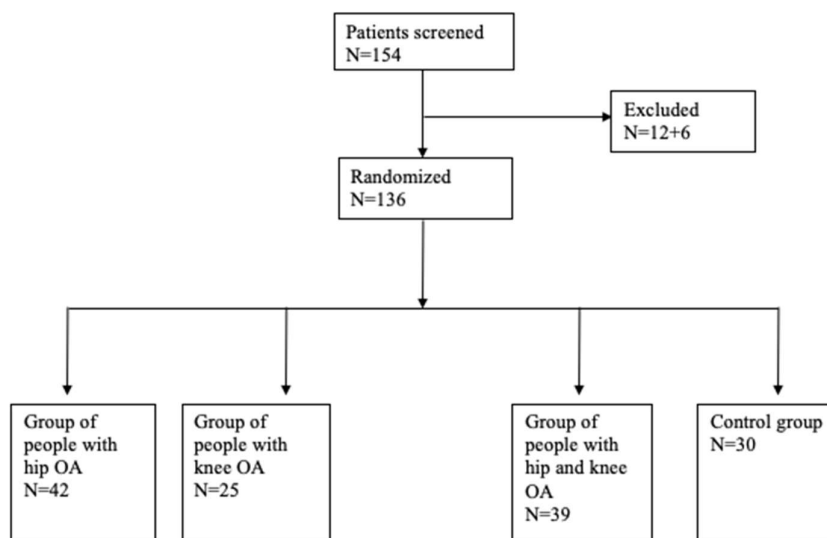 Patients screened
N=154
Excluded
N=12+6
Randomized
N=136
Group of
people with
hip OA
N=42
Group of
people with
knee OA
N=25
Group of
people with
hip and knee
OA
N=39
Control group
N=30